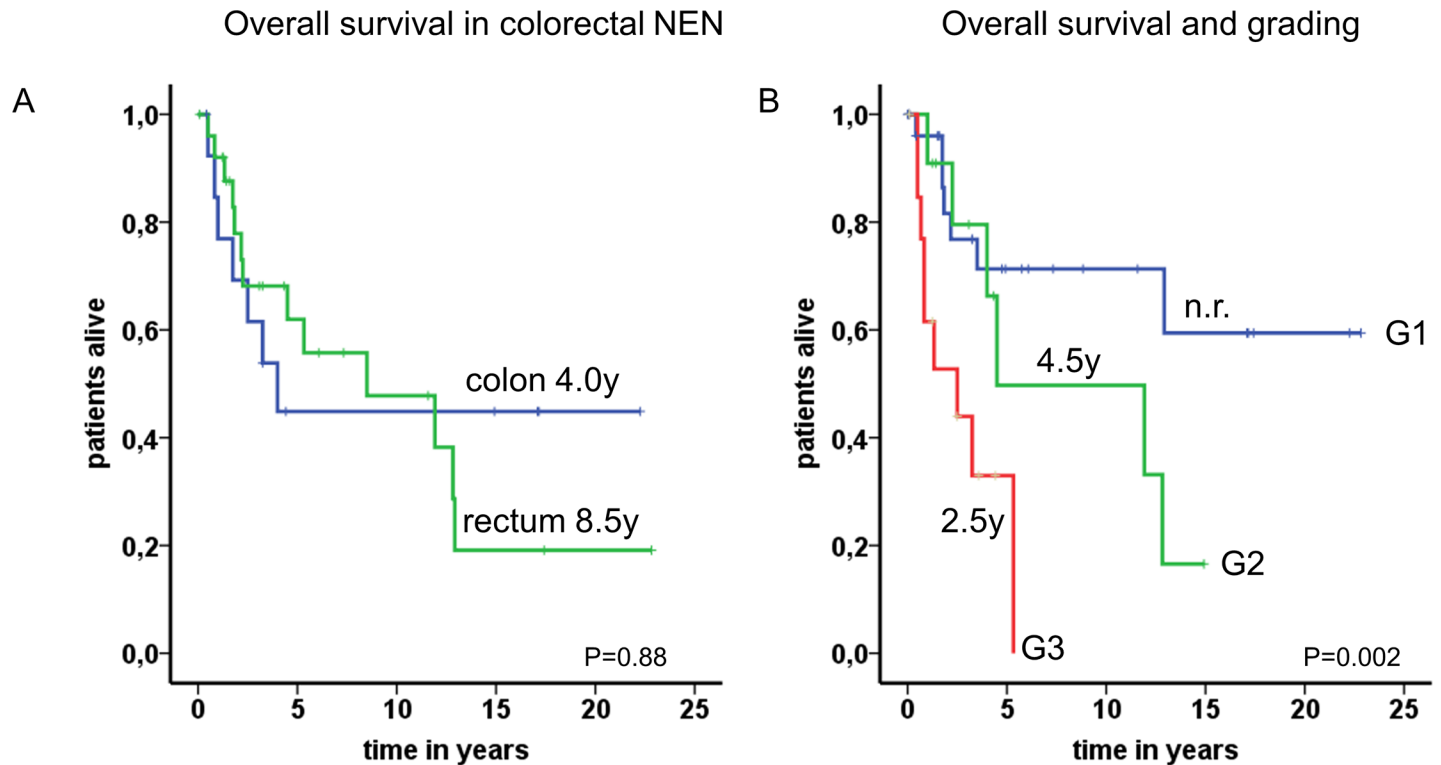 Overall survival in colorectal NEN
A
1,0
0,8
0,6
0,4
0,2
0,0
patients alive
colon 4.0y
rectum 8.5y
P=0.88
0 5 10 15 20 25
time in years
Overall survival and grading
B
1,0
0,8
0,6
0,4
0,2
0,0
patients alive
n.r.
G1
4.5y
2.5y
G2
G3
P=0.002
0 5 10 15 20 25
time in years